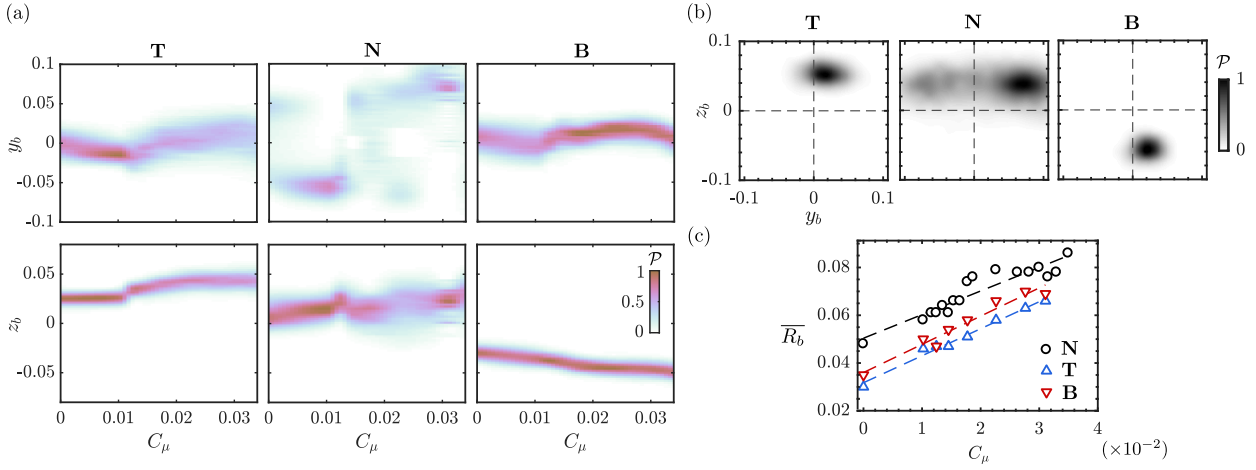 (a)
T N B
0.1
0.05
0
-0.05
-0.1
y_b
0.05
0
-0.05
z_b
𝒫
1
0.5
0
0 0.01 0.02 0.03
0 0.01 0.02 0.03
0 0.01 0.02 0.03
C_μ C_μ C_μ
(b)
T N B
0.1
0
-0.1
z_b
-0.1 0 0.1
y_b
𝒫
1
0
(c)
0.08
0.06
0.04
0.02
\overline{R_b}
N
T
B
0 1 2 3 4
C_μ (×10⁻²)